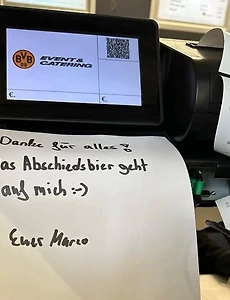 BVB
09
EVENT&
CATERING
€.
€.
Danke für alles!
as Abschiedsbier geht
auf mich :-)
Euer Marco